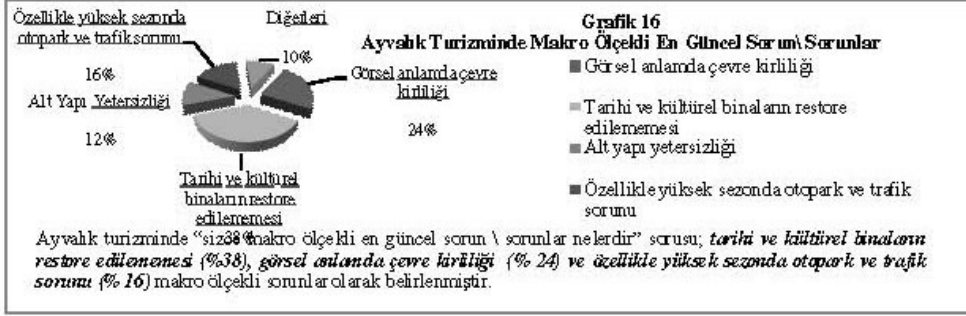 Grafik 16
Ayvalık Turizminde Makro Ölçekli En Güncel Sorun\ Sorunlar
Özellikle yüksek sezonda
otopark ve trafik sorunu
16%
Diğerleri
10%
Görsel anlamda çevre
kirliliği
24%
Alt Yapı Yetersizliği
12%
Tarihi ve kültürel
binaların restore
edilememesi
38%
Görsel anlamda çevre kirliliği
Tarihi ve kültürel binaların restore
edilememesi
Alt yapı yetersizliği
Özellikle yüksek sezonda otopark ve trafik
sorunu
Ayvalık turizminde “sizce makro ölçekli en güncel sorun \ sorunlar nelerdir” sorusu; tarihi ve kültürel binaların
restore edilememesi (%38), görsel anlamda çevre kirliliği (% 24) ve özellikle yüksek sezonda otopark ve trafik
sorunu (% 16) makro ölçekli sorunlar olarak belirlenmiştir.